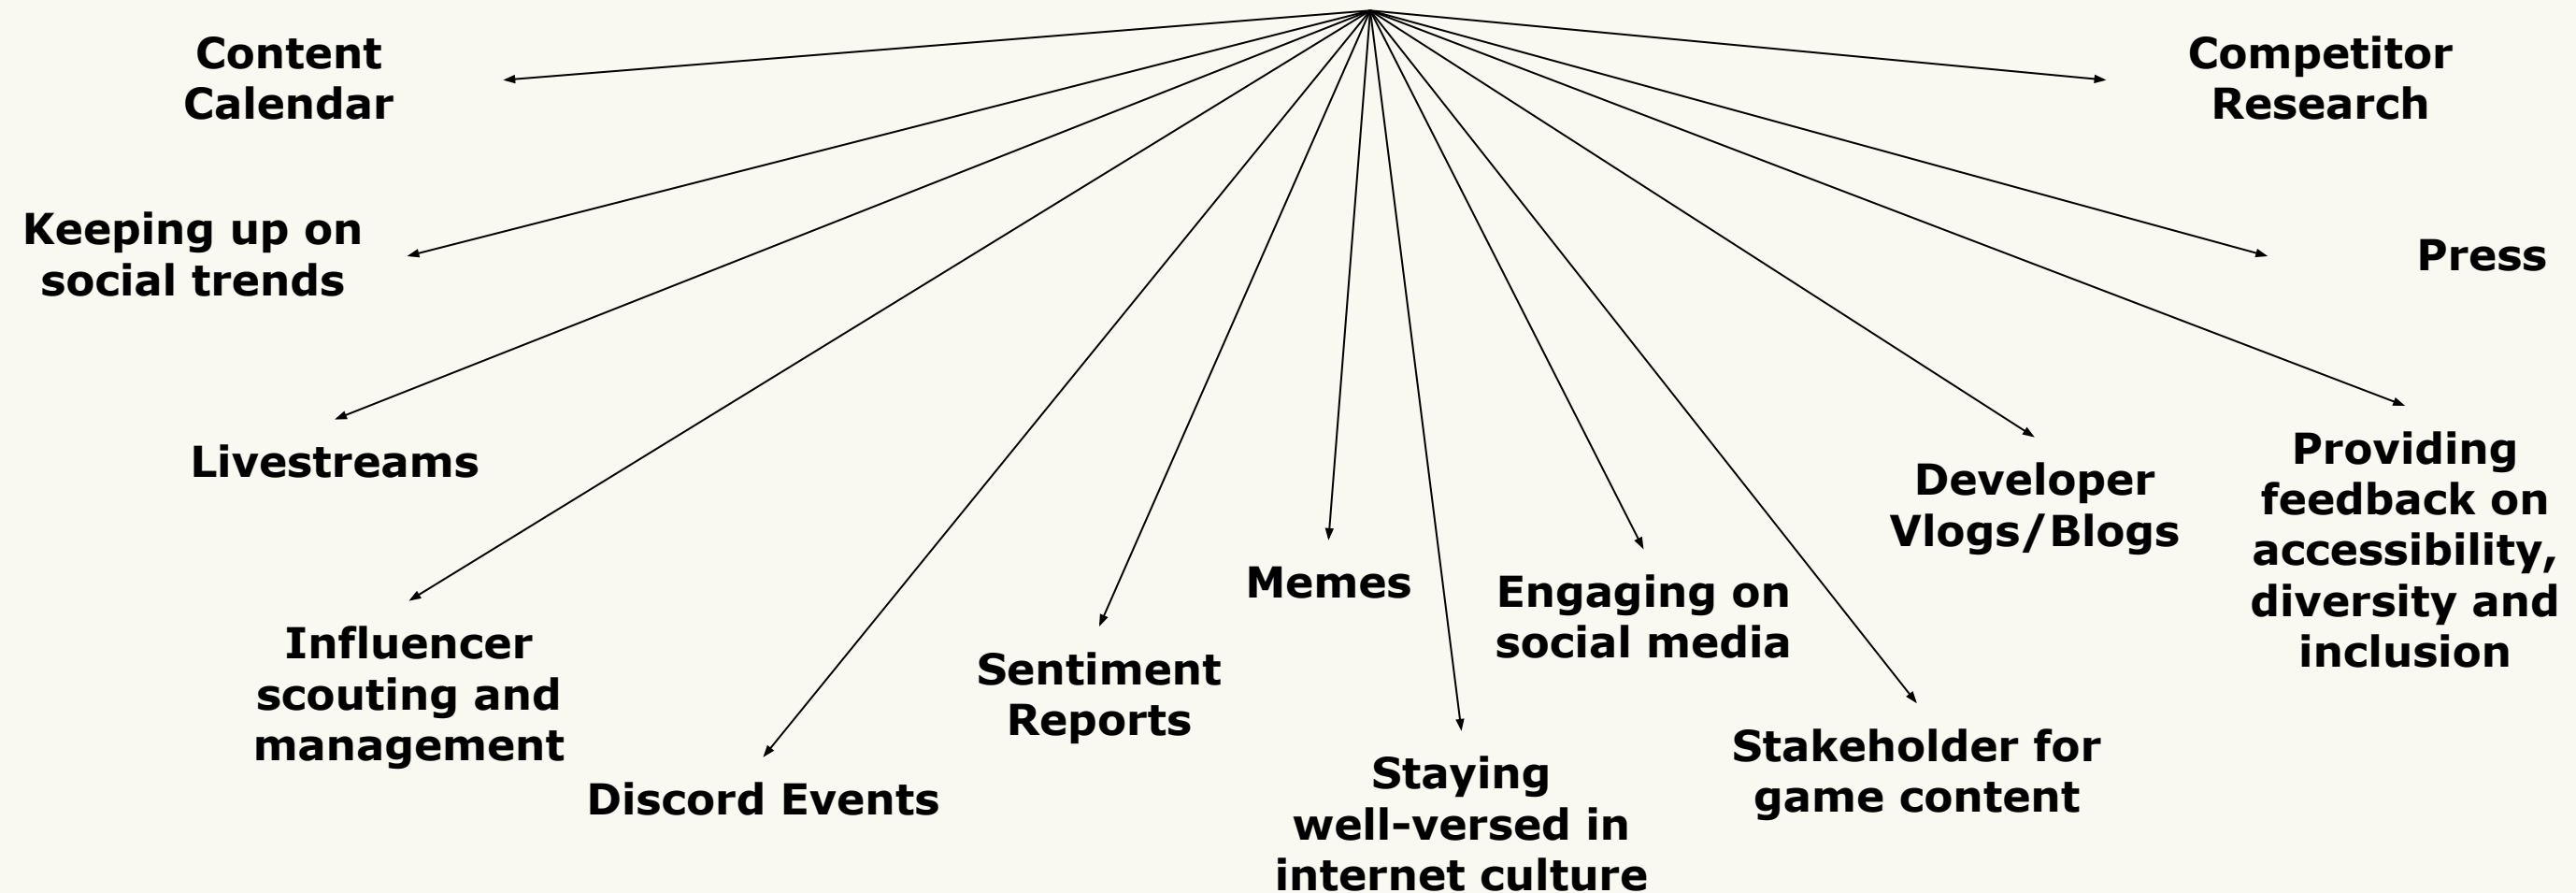 Content
Calendar
Competitor
Research
Keeping up on
social trends
Press
Livestreams
Influencer
scouting and
management
Discord Events
Sentiment
Reports
Memes
Staying
well-versed in
internet culture
Engaging on
social media
Stakeholder for
game content
Developer
Vlogs/Blogs
Providing
feedback on
accessibility,
diversity and
inclusion